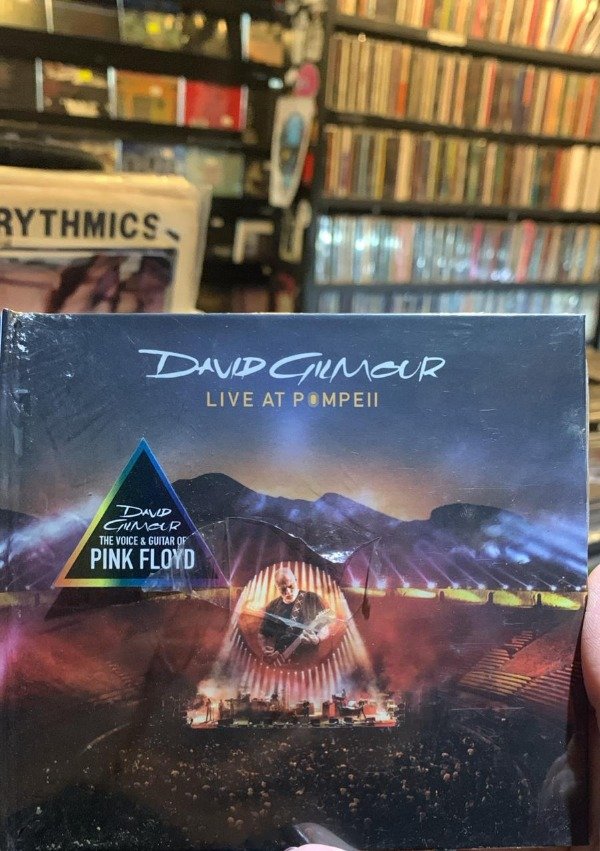 RYTHMICS
DAVID GILMOUR
LIVE AT POMPEII
DAVID
GILMOUR
THE VOICE & GUITAR OF
PINK FLOYD